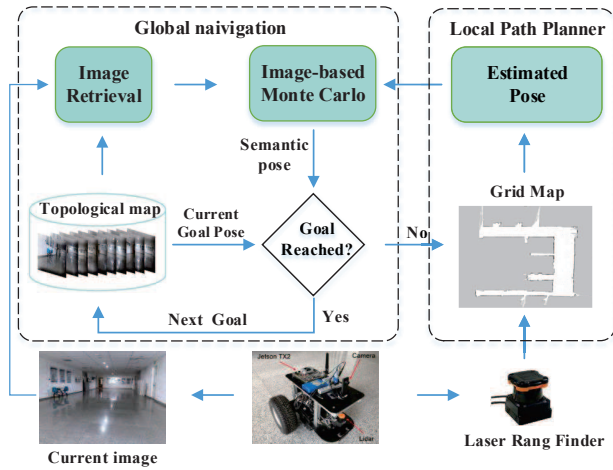 Global naivigation
Local Path Planner
Image
Retrieval
Image-based
Monte Carlo
Estimated
Pose
Semantic
pose
Grid Map
Topological map
Current
Goal Pose
Goal
Reached?
No
Next Goal
Yes
Jetson TX2
Camera
Lidar
Current image
Laser Rang Finder